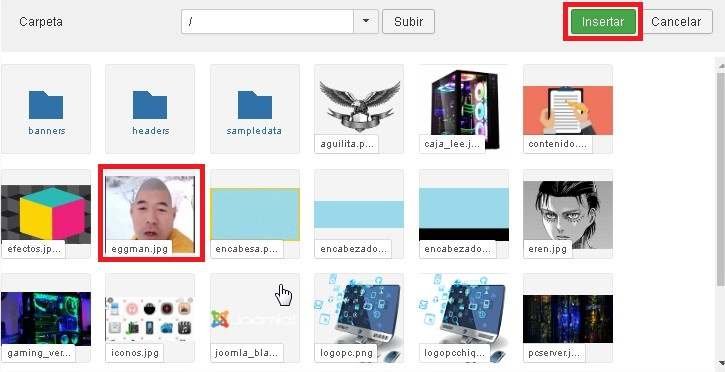 Carpeta
/
Subir
Insertar
Cancelar
banners
headers
sampledata
aguilita.p...
caja_lee.j...
contenido....
efectos.jp...
eggman.jpg
encabesa.p...
encabezado...
encabezado...
eren.jpg
Joomla!
gaming_ver...
iconos.jpg
joomla_bla...
logopc.png
logopcchiq...
pcserver.j...